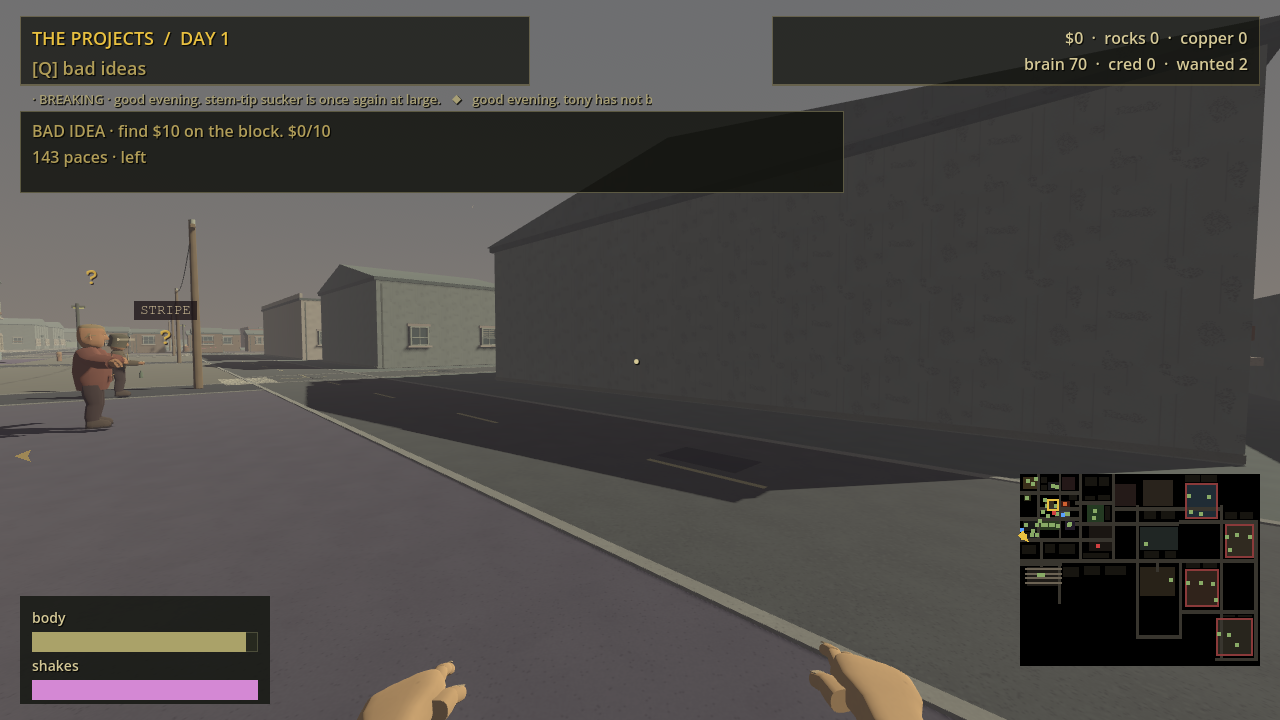 THE PROJECTS / DAY 1
[Q] bad ideas
$0 · rocks 0 · copper 0
brain 70 · cred 0 · wanted 2
· BREAKING · good evening. stem-tip sucker is once again at large. ◆ good evening. tony has not b
BAD IDEA · find $10 on the block. $0/10
143 paces · left
?
STRIPE
?
body
shakes